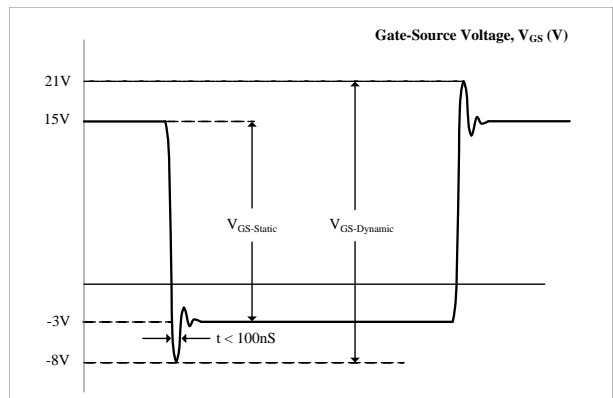 Gate-Source Voltage, VGS (V)
21V
15V
VGS-Static
VGS-Dynamic
-3V
t < 100nS
-8V